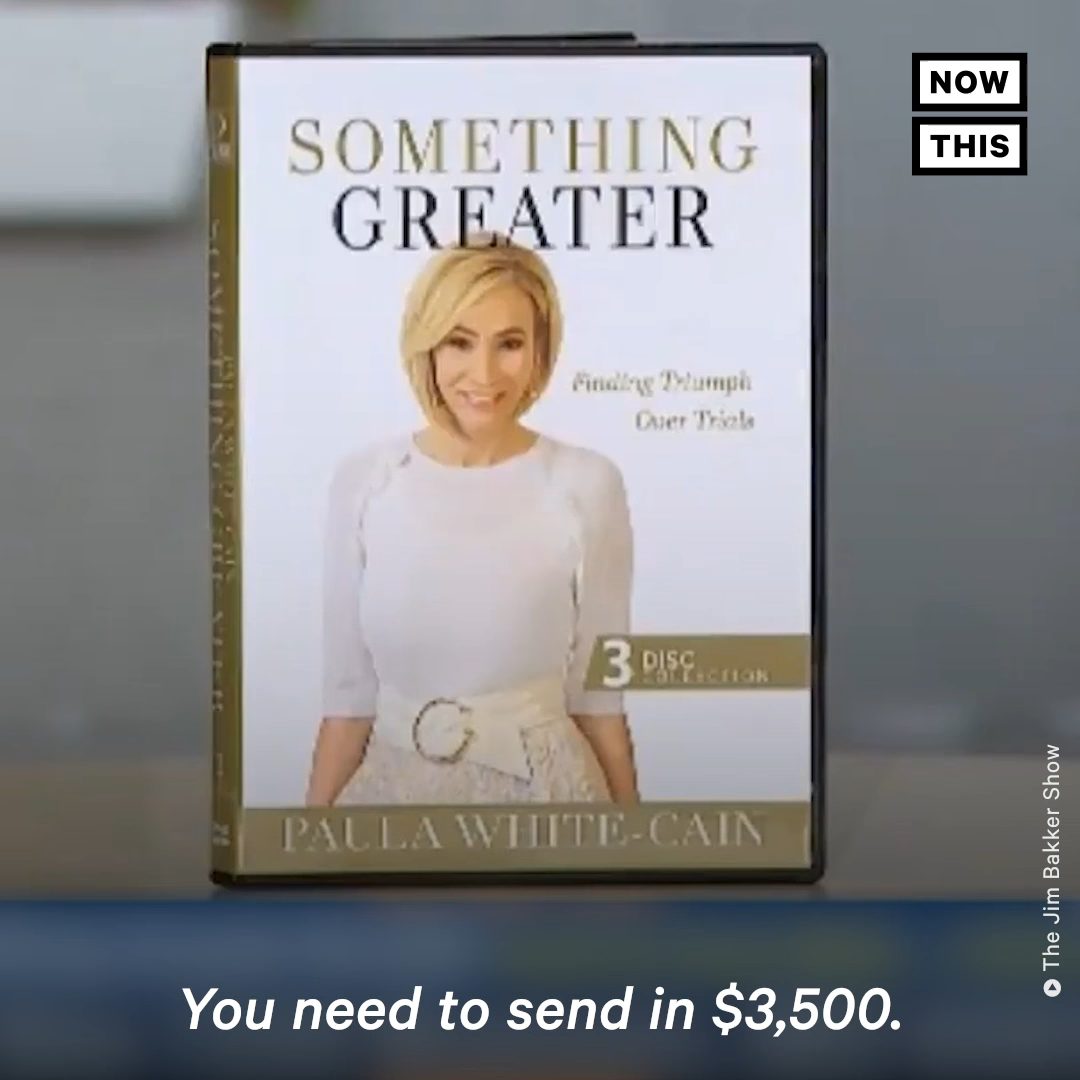 NOW
THIS
SOMETHING
GREATER
Finding Triumph
Over Trials
3 DISC
COLLECTION
PAULA WHITE-CAIN
The Jim Bakker Show
You need to send in $3,500.